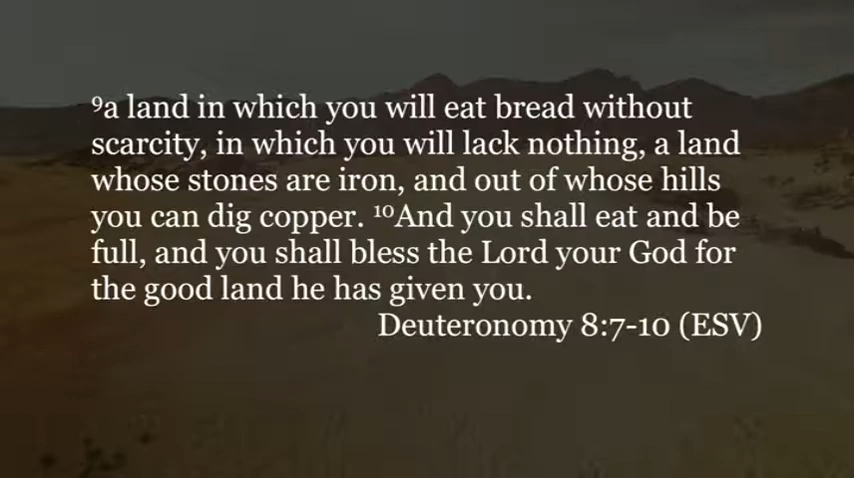 ⁹a land in which you will eat bread without
scarcity, in which you will lack nothing, a land
whose stones are iron, and out of whose hills
you can dig copper. ¹⁰And you shall eat and be
full, and you shall bless the Lord your God for
the good land he has given you.
Deuteronomy 8:7-10 (ESV)